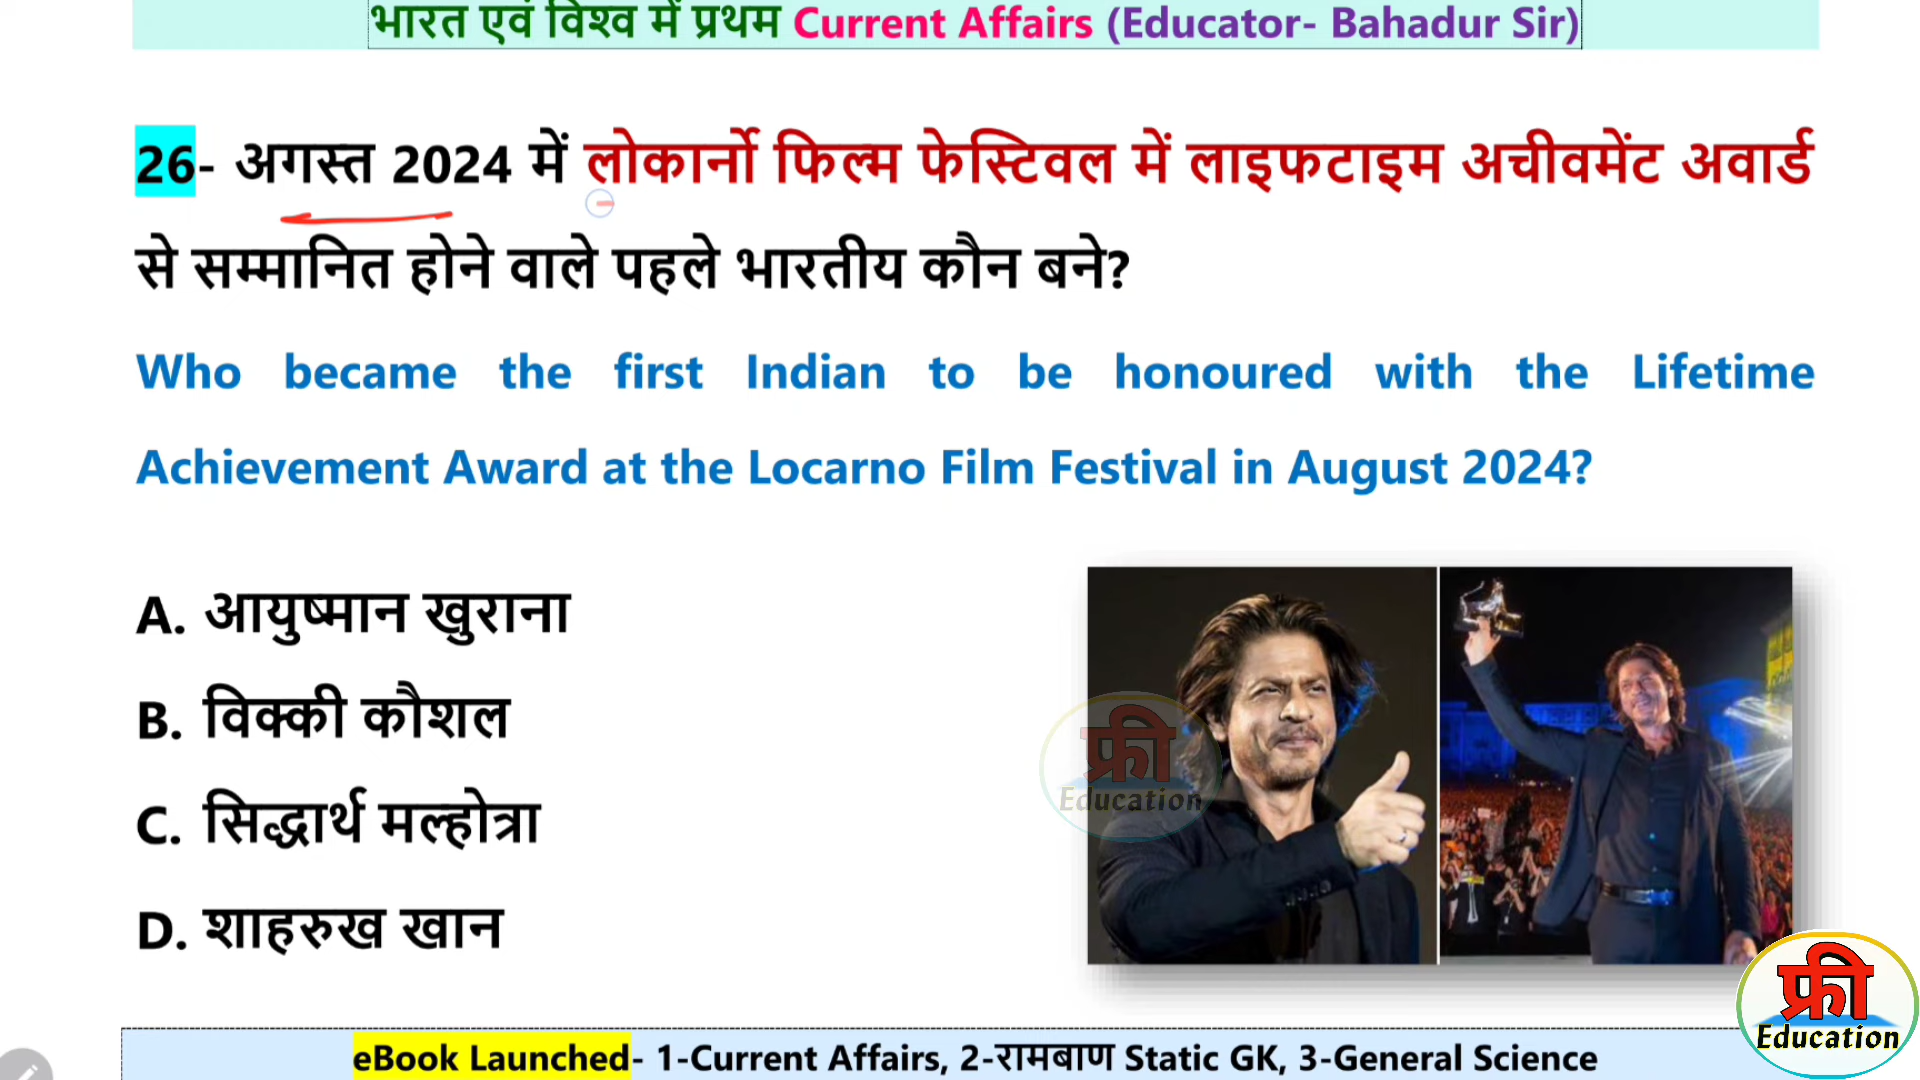 भारत एवं विश्व में प्रथम Current Affairs (Educator- Bahadur Sir)
26- अगस्त 2024 में लोकार्नो फिल्म फेस्टिवल में लाइफटाइम अचीवमेंट अवार्ड
से सम्मानित होने वाले पहले भारतीय कौन बने?
Who became the first Indian to be honoured with the Lifetime
Achievement Award at the Locarno Film Festival in August 2024?
A. आयुष्मान खुराना
B. विक्की कौशल
C. सिद्धार्थ मल्होत्रा
D. शाहरुख खान
फ्री
Education
फ्री
Education
eBook Launched- 1-Current Affairs, 2-रामबाण Static GK, 3-General Science